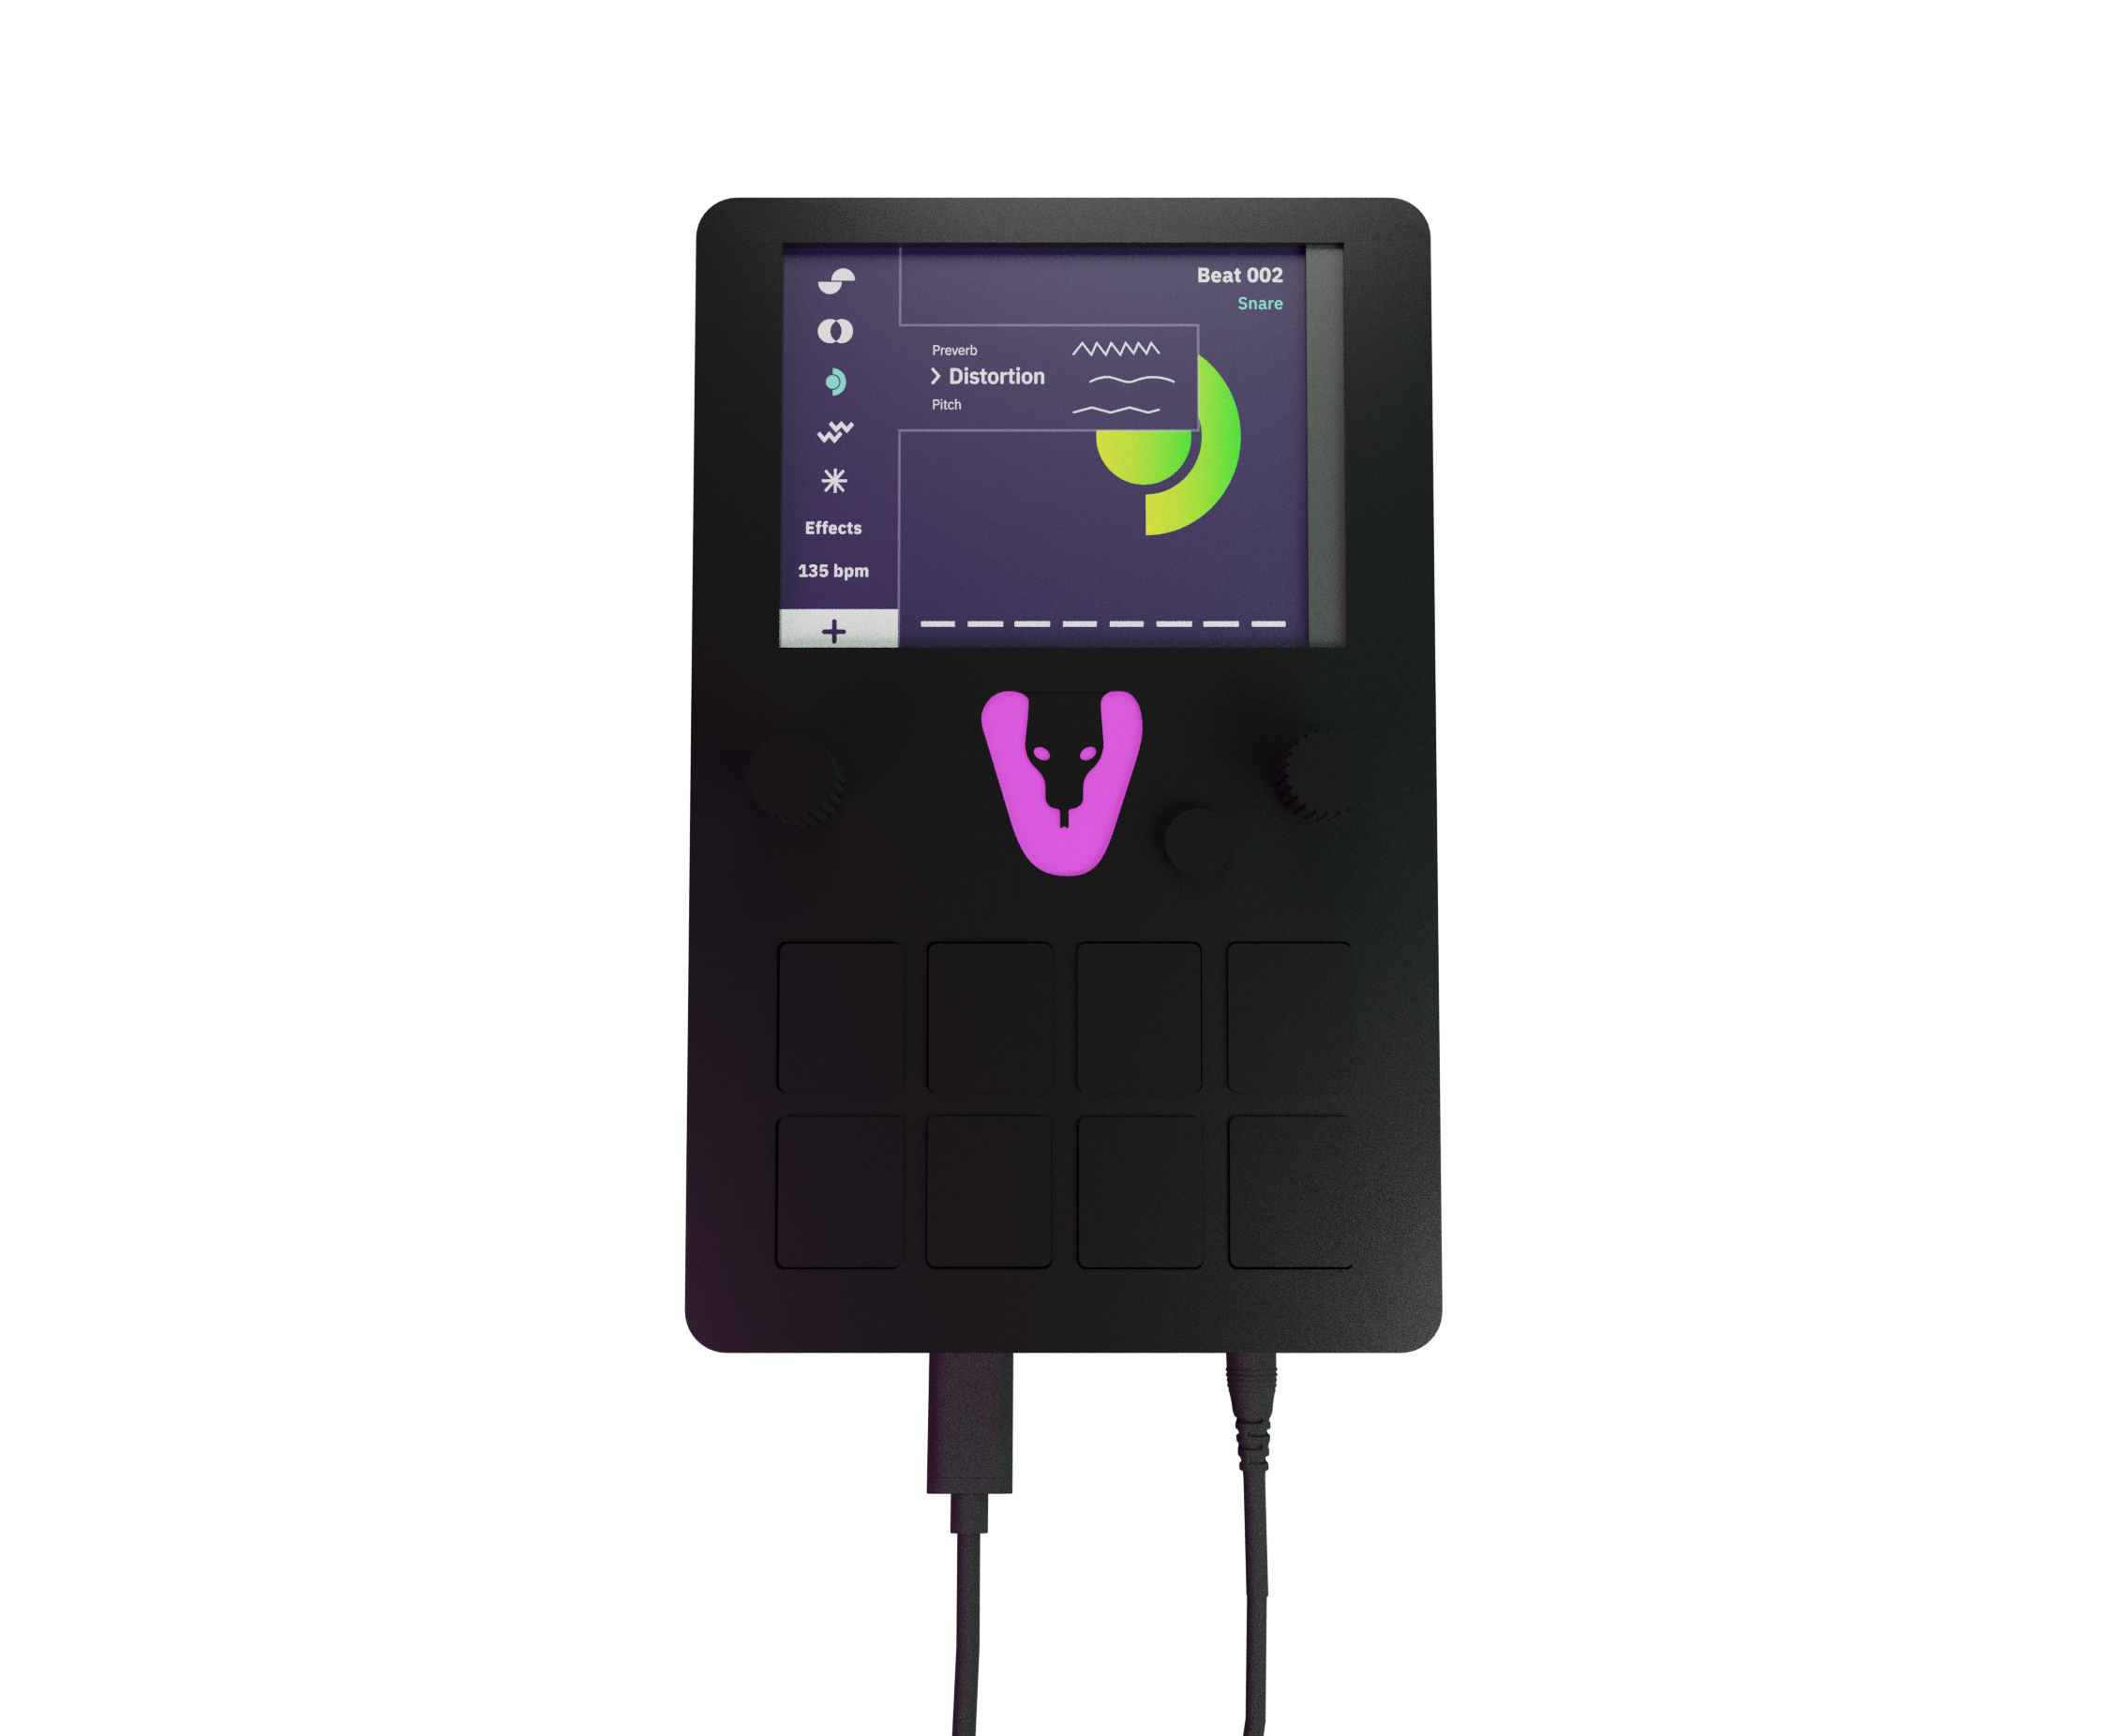 Beat 002
Snare
Preverb
Distortion
Pitch
Effects
135 bpm